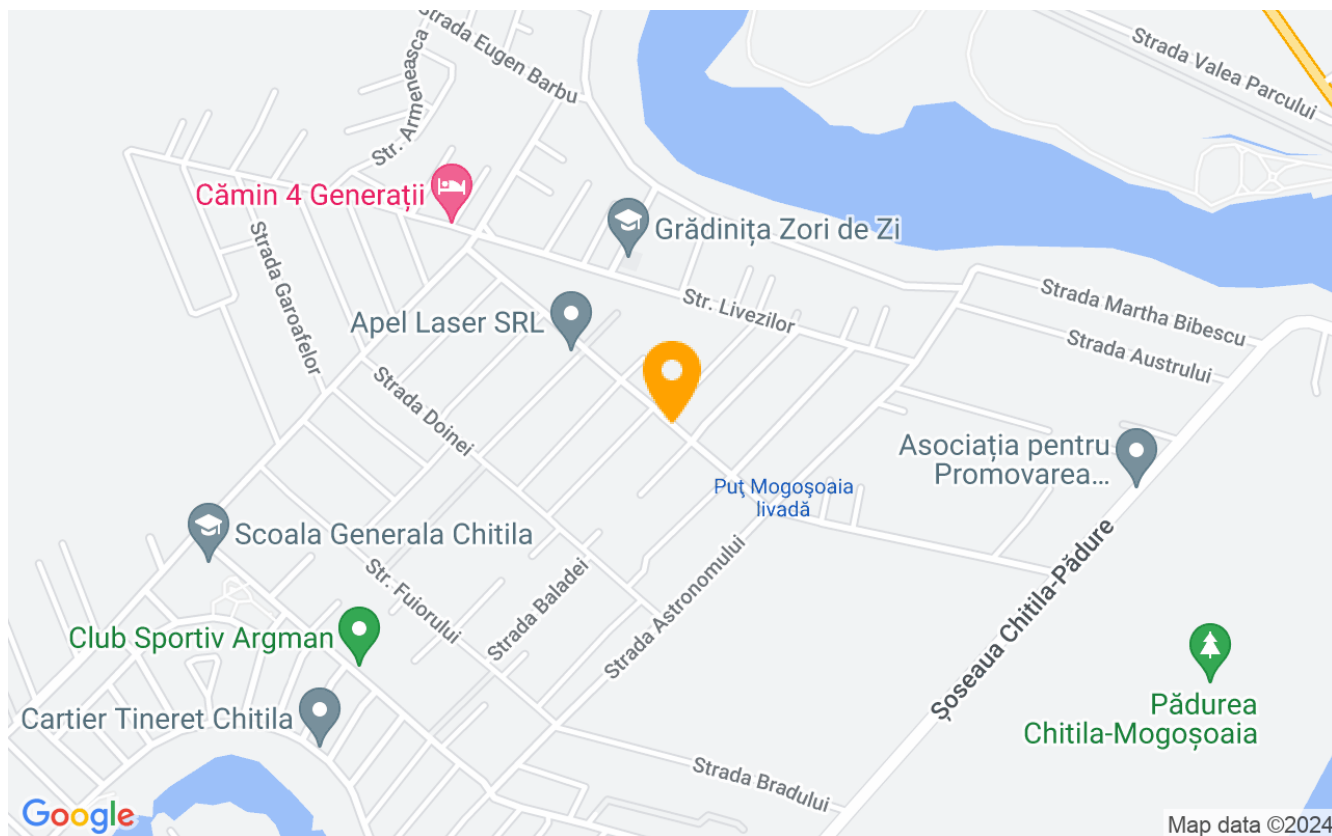 Strada Eugen Barbu
Strada Valea Parcului
Str. Armeneasca
Cămin 4 Generații
Grădinița Zori de Zi
Strada Garoafelor
Strada Martha Bibescu
Str. Livezilor
Apel Laser SRL
Strada Austrului
Strada Doinei
Asociația pentru
Promovarea...
Puţ Mogoşoaia
livadă
Scoala Generala Chitila
Str. Fuiorului
Strada Baladei
Strada Astronomului
Șoseaua Chitila-Pădure
Club Sportiv Argman
Pădurea
Chitila-Mogoșoaia
Cartier Tineret Chitila
Strada Bradului
Google
Map data ©2024